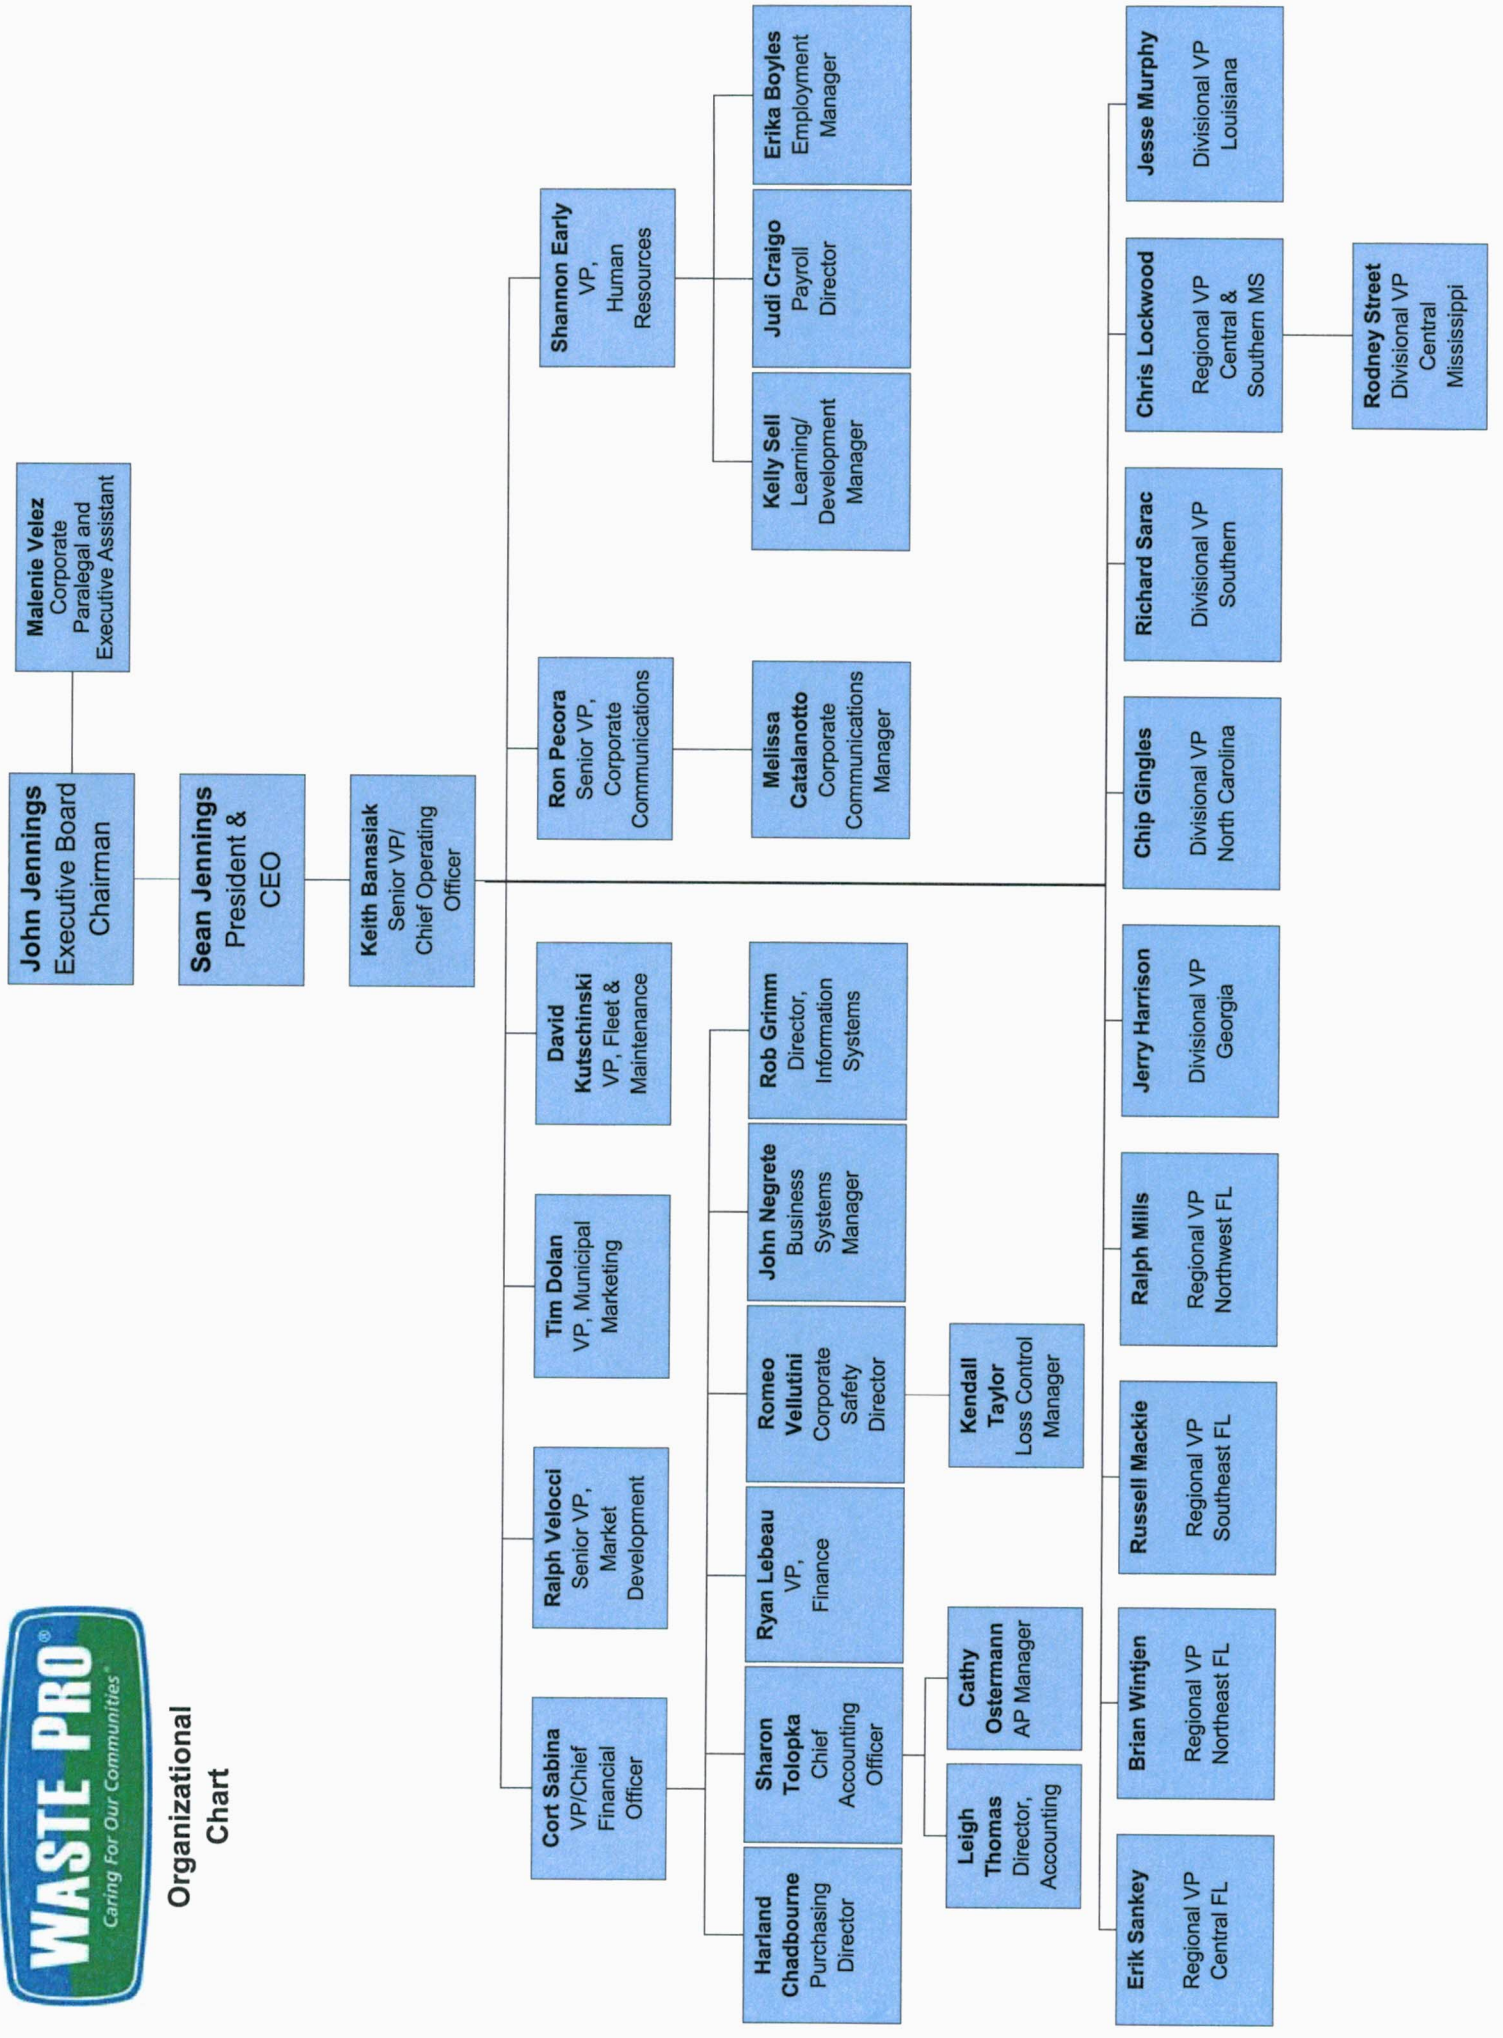 WASTE PRO®
Caring For Our Communities®
Organizational
Chart
John Jennings
Executive Board
Chairman
Malenie Velez
Corporate
Paralegal and
Executive Assistant
Sean Jennings
President &
CEO
Keith Banasiak
Senior VP/
Chief Operating
Officer
Cort Sabina
VP/Chief
Financial
Officer
Ralph Velocci
Senior VP,
Market
Development
Tim Dolan
VP, Municipal
Marketing
David
Kutschinski
VP, Fleet &
Maintenance
Ron Pecora
Senior VP,
Corporate
Communications
Shannon Early
VP,
Human
Resources
Harland
Chadbourne
Purchasing
Director
Sharon
Tolopka
Chief
Accounting
Officer
Ryan Lebeau
VP,
Finance
Romeo
Vellutini
Corporate
Safety
Director
John Negrete
Business
Systems
Manager
Rob Grimm
Director,
Information
Systems
Melissa
Catalanotto
Corporate
Communications
Manager
Kelly Sell
Learning/
Development
Manager
Judi Craigo
Payroll
Director
Erika Boyles
Employment
Manager
Leigh
Thomas
Director,
Accounting
Cathy
Ostermann
AP Manager
Kendall
Taylor
Loss Control
Manager
Erik Sankey
Regional VP
Central FL
Brian Wintjen
Regional VP
Northeast FL
Russell Mackie
Regional VP
Southeast FL
Ralph Mills
Regional VP
Northwest FL
Jerry Harrison
Divisional VP
Georgia
Chip Gingles
Divisional VP
North Carolina
Richard Sarac
Divisional VP
Southern
Chris Lockwood
Regional VP
Central &
Southern MS
Jesse Murphy
Divisional VP
Louisiana
Rodney Street
Divisional VP
Central
Mississippi